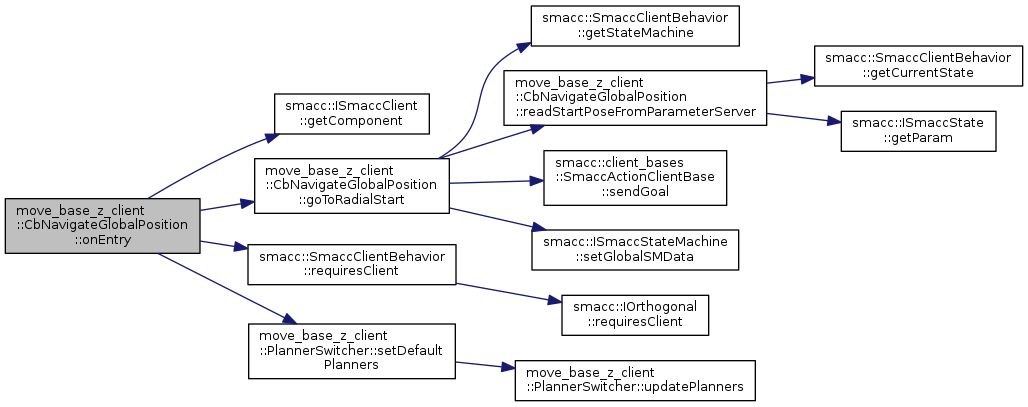 move_base_z_client
::CbNavigateGlobalPosition
::onEntry
smacc::ISmaccClient
::getComponent
move_base_z_client
::CbNavigateGlobalPosition
::goToRadialStart
smacc::SmaccClientBehavior
::requiresClient
move_base_z_client
::PlannerSwitcher::setDefault
Planners
smacc::SmaccClientBehavior
::getStateMachine
move_base_z_client
::CbNavigateGlobalPosition
::readStartPoseFromParameterServer
smacc::client_bases
::SmaccActionClientBase
::sendGoal
smacc::ISmaccStateMachine
::setGlobalSMData
smacc::IOrthogonal
::requiresClient
move_base_z_client
::PlannerSwitcher::updatePlanners
smacc::SmaccClientBehavior
::getCurrentState
smacc::ISmaccState
::getParam